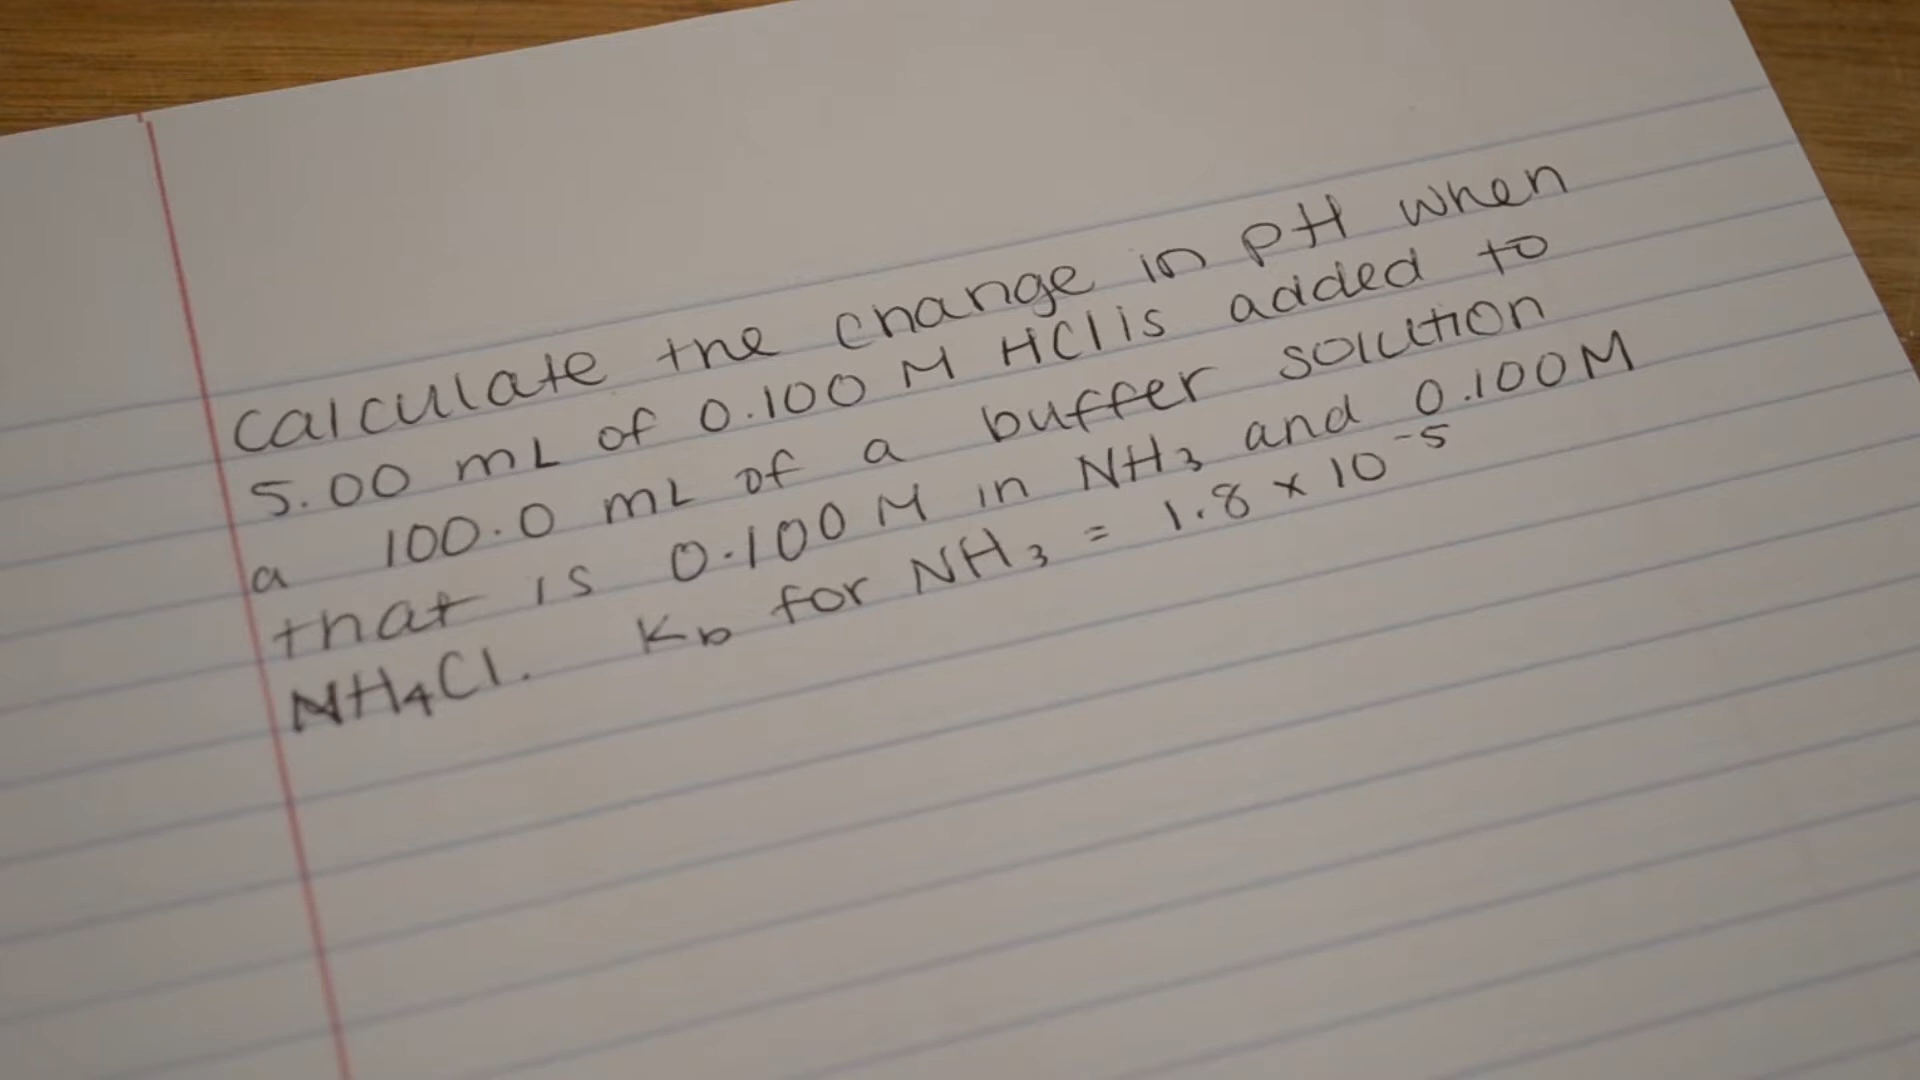 Calculate the change in pH when
5.00 mL of 0.100 M HCl is added to
a 100.0 mL of a buffer solution
that is 0.100 M in NH₃ and 0.100 M
NH₄Cl. Kb for NH₃ = 1.8 × 10⁻⁵